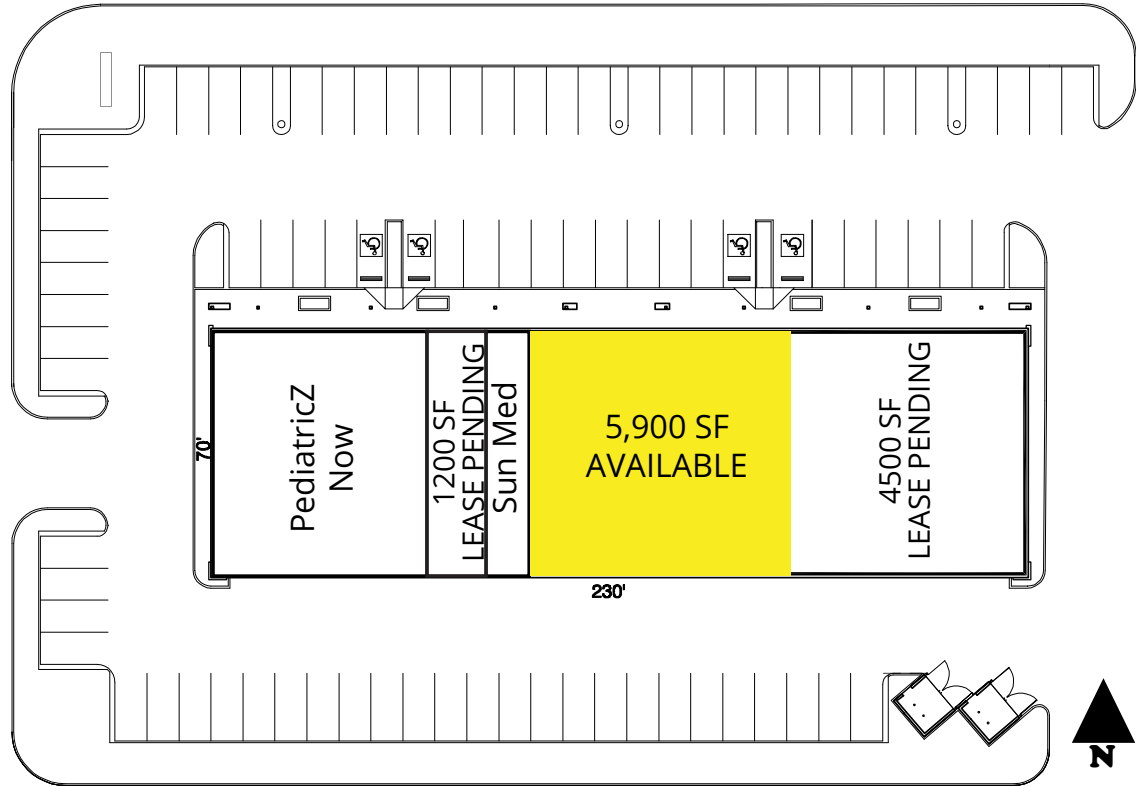 PediatricZ
Now
1200 SF
LEASE PENDING
Sun Med
5,900 SF
AVAILABLE
4500 SF
LEASE PENDING
70'
230'
N